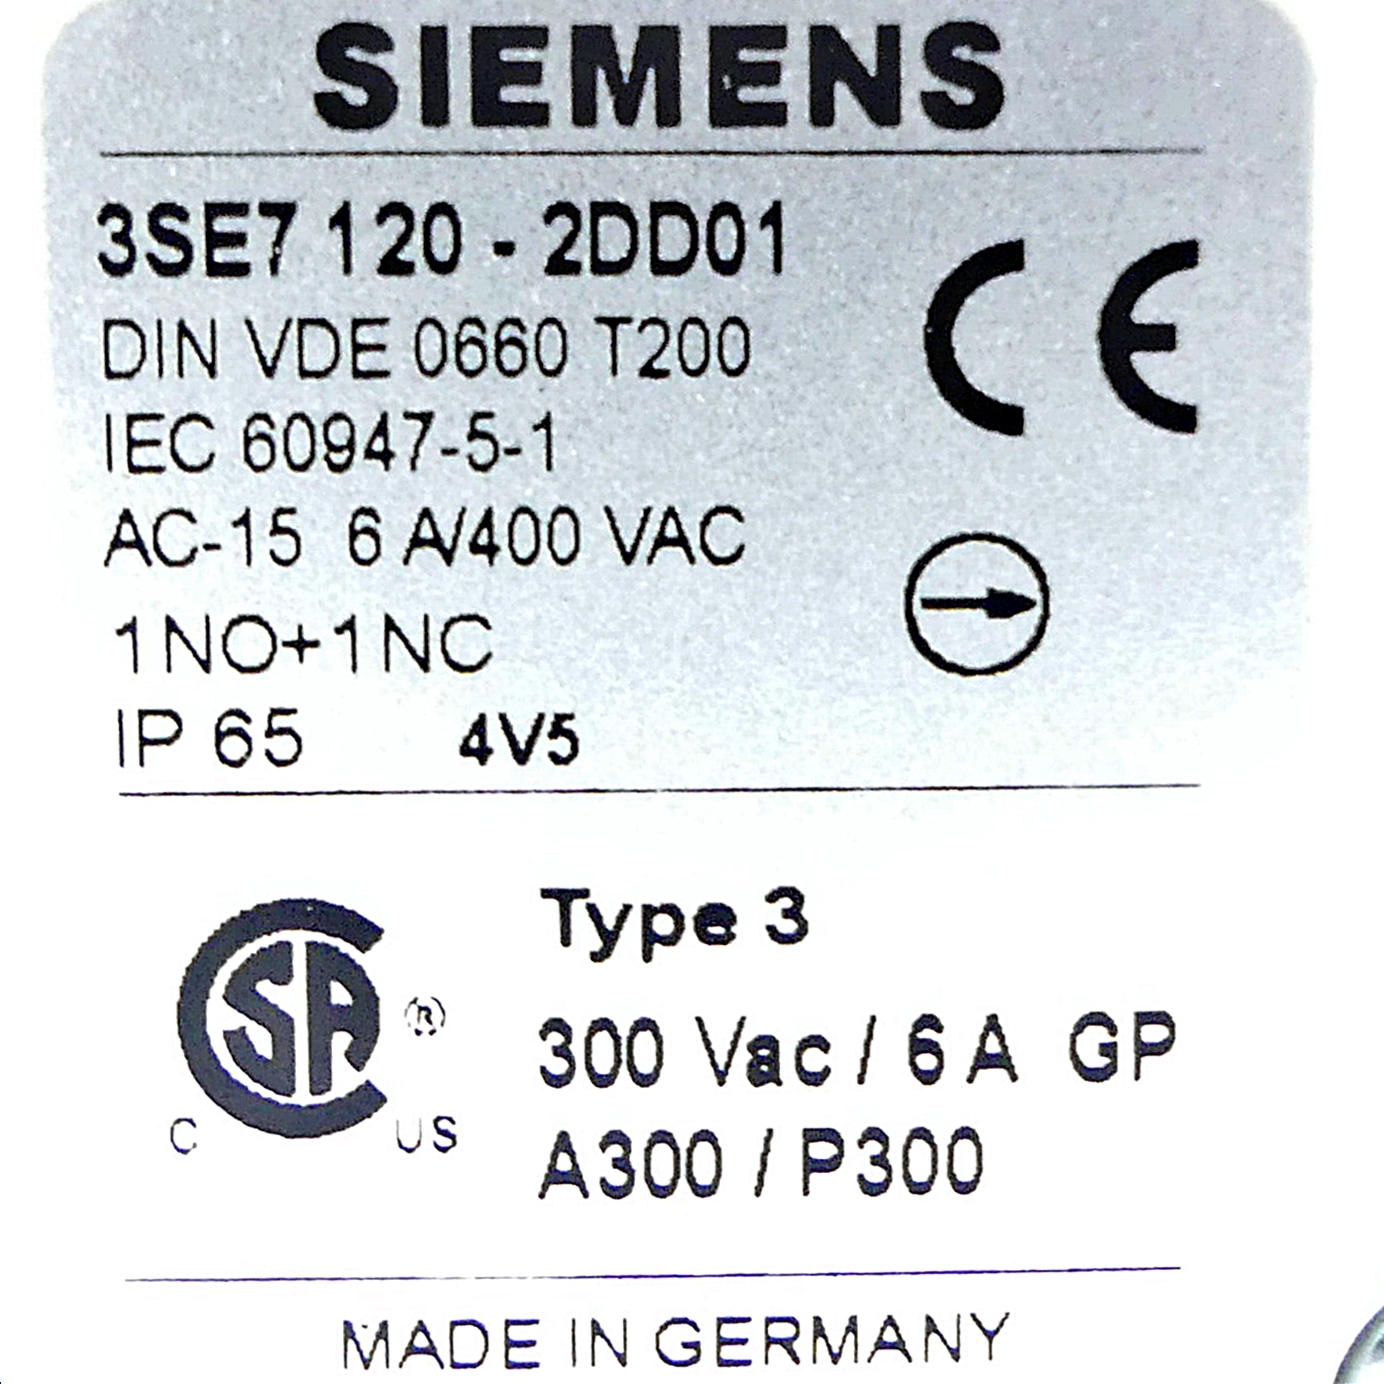 SIEMENS
3SE7 120 - 2DD01
CE
DIN VDE 0660 T200
IEC 60947-5-1
AC-15 6 A/400 VAC
1NO+1NC
IP 65 4V5
Type 3
CSA ®
C US
300 Vac / 6 A GP
A300 / P300
MADE IN GERMANY